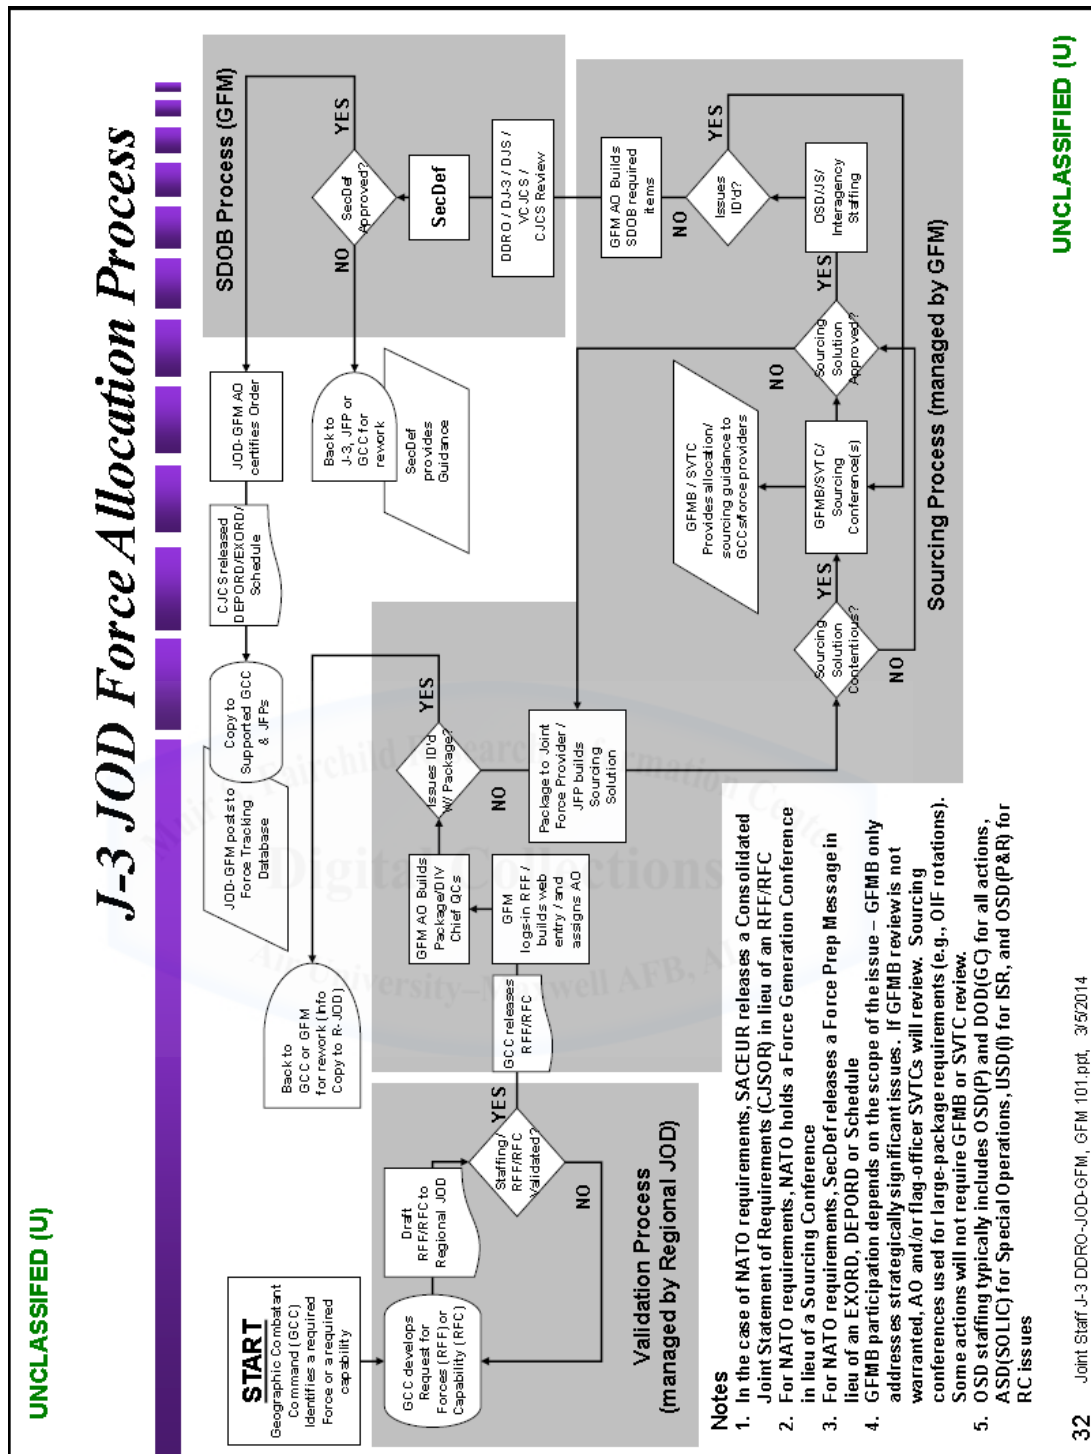 UNCLASSIFED (U)
J-3 JOD Force Allocation Process
START
Geographic Combatant
Command (GCC)
Identifies a required
Force or a required
capability
GCC develops
Request for
Forces (RFF) or
Capability (RFC)
Draft
RFF/RFC to
Regional JOD
Staffing/
RFF/RFC
Validated?
YES
NO
Validation Process
(managed by Regional JOD)
GCC releases
RFF/RFC
GFM
logs-in RFF /
builds web
entry / and
assigns AO
GFM AO Builds
Package/DIV
Chief QCs
Issues ID'd
w/ Package?
YES
NO
Back to
GCC or GFM
for rework (Info
Copy to R-JOD)
Package to Joint
Force Provider /
JFP builds
Sourcing
Solution
Sourcing
Solution
Contentious?
YES
NO
GFMB/SVTC/
Sourcing
Conference(s)
GFMB / SVTC
Provides allocation/
sourcing guidance to
GCCs/force providers
Sourcing
Solution
Approved?
NO
YES
OSD/JS/
Interagency
Staffing
Issues
ID'd?
YES
NO
GFM AO Builds
SDOB required
items
Sourcing Process (managed by GFM)
DDRO / DJ-3 / DJS /
VCJCS /
CJCS Review
SecDef
SecDef
Approved?
YES
NO
SDOB Process (GFM)
Back to
J-3, JFP or
GCC for
rework
SecDef
provides
Guidance
JOD-GFM AO
certifies Order
CJCS released
DEPORD/EXORD/
Schedule
Copy to
Supported GCC
& JFPs
JOD-GFM posts to
Force Tracking
Database
Notes
1. In the case of NATO requirements, SACEUR releases a Consolidated
Joint Statement of Requirements (CJSOR) in lieu of an RFF/RFC
2. For NATO requirements, NATO holds a Force Generation Conference
in lieu of a Sourcing Conference
3. For NATO requirements, SecDef releases a Force Prep Message in
lieu of an EXORD, DEPORD or Schedule
4. GFMB participation depends on the scope of the issue – GFMB only
addresses strategically significant issues. If GFMB review is not
warranted, AO and/or flag-officer SVTCs will review. Sourcing
conferences used for large-package requirements (e.g., OIF rotations).
Some actions will not require GFMB or SVTC review.
5. OSD staffing typically includes OSD(P) and DOD(GC) for all actions,
ASD(SOLIC) for Special Operations, USD(I) for ISR, and OSD(P&R) for
RC issues
Muir S. Fairchild Research Information Center
Digital Collections
Air University–Maxwell AFB, AL
32
Joint Staff J-3 DDRO-JOD-GFM, GFM 101.ppt, 3/5/2014
UNCLASSIFIED (U)